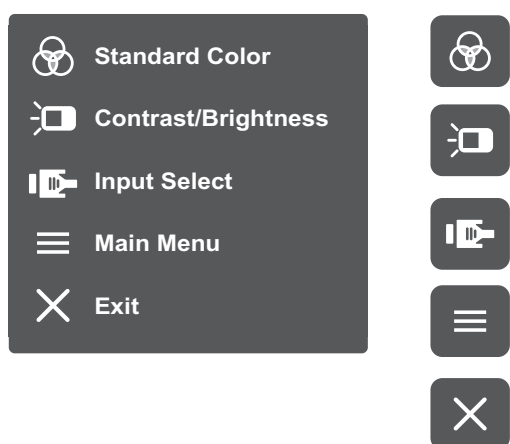 Standard Color
Contrast/Brightness
Input Select
Main Menu
Exit